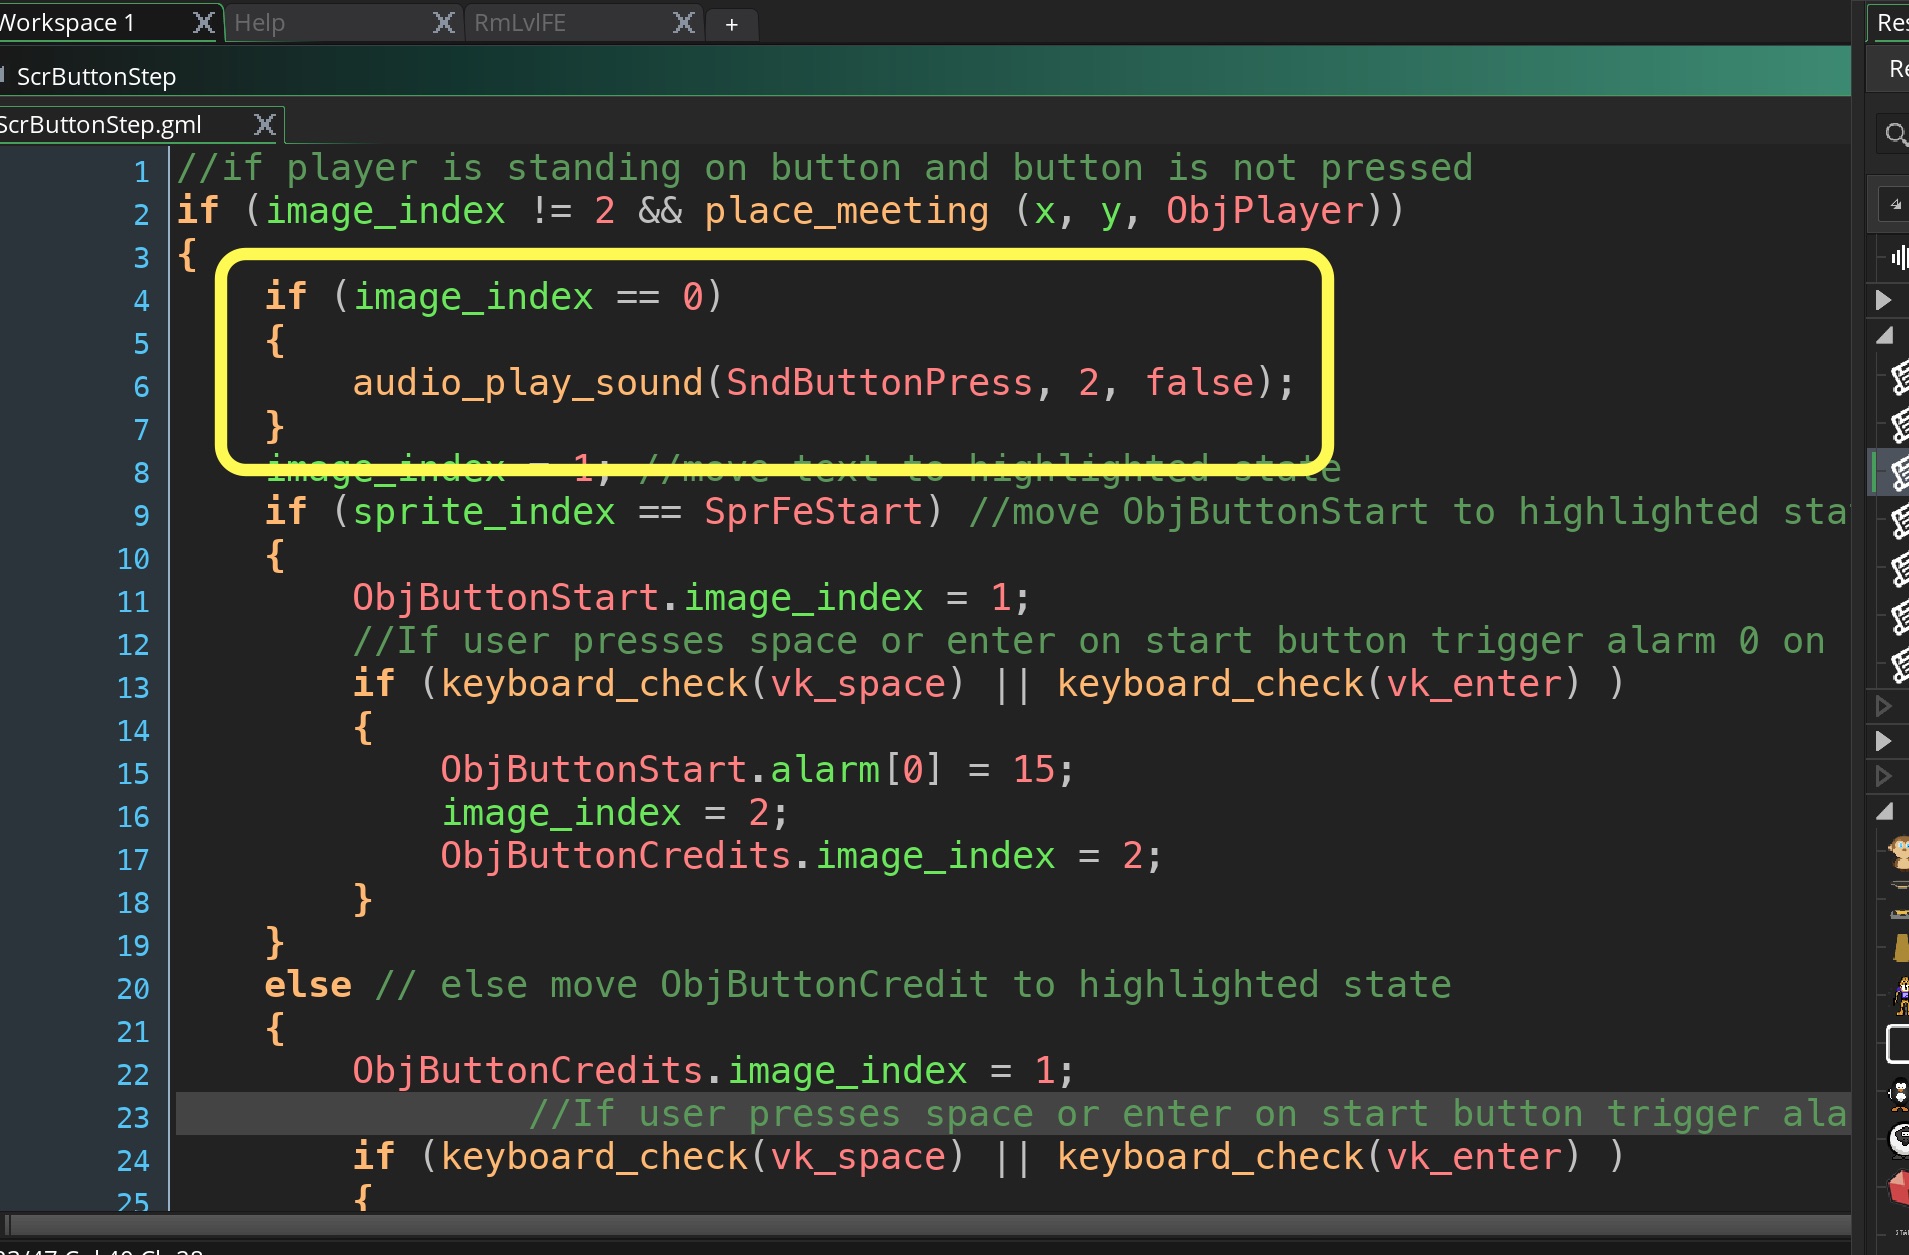 Workspace 1 Help RmLvlFE +
ScrButtonStep
ScrButtonStep.gml
1 //if player is standing on button and button is not pressed
2 if (image_index != 2 && place_meeting (x, y, ObjPlayer))
3 {
4 if (image_index == 0)
5 {
6 audio_play_sound(SndButtonPress, 2, false);
7 }
8 image_index = 1; //move text to highlighted state
9 if (sprite_index == SprFeStart) //move ObjButtonStart to highlighted sta
10 {
11 ObjButtonStart.image_index = 1;
12 //If user presses space or enter on start button trigger alarm 0 on
13 if (keyboard_check(vk_space) || keyboard_check(vk_enter) )
14 {
15 ObjButtonStart.alarm[0] = 15;
16 image_index = 2;
17 ObjButtonCredits.image_index = 2;
18 }
19 }
20 else // else move ObjButtonCredit to highlighted state
21 {
22 ObjButtonCredits.image_index = 1;
23 //If user presses space or enter on start button trigger ala
24 if (keyboard_check(vk_space) || keyboard_check(vk_enter) )
25 {
Res
Re